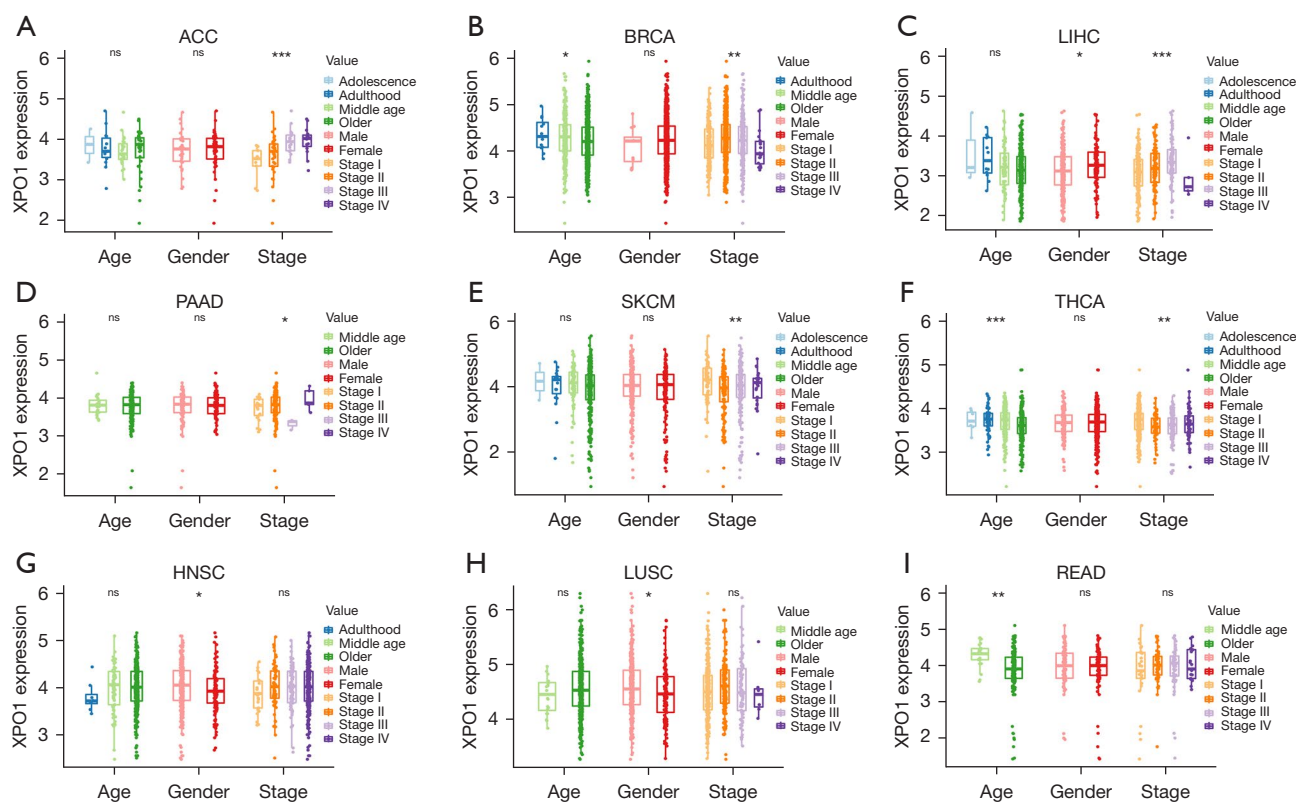 A
ACC
XPO1 expression
6
5
4
3
2
ns
ns
***
Age
Gender
Stage
Value
Adolescence
Adulthood
Middle age
Older
Male
Female
Stage I
Stage II
Stage III
Stage IV
B
BRCA
XPO1 expression
6
5
4
3
*
ns
**
Age
Gender
Stage
Value
Adulthood
Middle age
Older
Male
Female
Stage I
Stage II
Stage III
Stage IV
C
LIHC
XPO1 expression
6
5
4
3
2
ns
*
***
Age
Gender
Stage
Value
Adolescence
Adulthood
Middle age
Older
Male
Female
Stage I
Stage II
Stage III
Stage IV
D
PAAD
XPO1 expression
6
5
4
3
2
ns
ns
*
Age
Gender
Stage
Value
Middle age
Older
Male
Female
Stage I
Stage II
Stage III
Stage IV
E
SKCM
XPO1 expression
6
4
2
ns
ns
**
Age
Gender
Stage
Value
Adolescence
Adulthood
Middle age
Older
Male
Female
Stage I
Stage II
Stage III
Stage IV
F
THCA
XPO1 expression
6
5
4
3
***
ns
**
Age
Gender
Stage
Value
Adolescence
Adulthood
Middle age
Older
Male
Female
Stage I
Stage II
Stage III
Stage IV
G
HNSC
XPO1 expression
6
5
4
3
ns
*
ns
Age
Gender
Stage
Value
Adulthood
Middle age
Older
Male
Female
Stage I
Stage II
Stage III
Stage IV
H
LUSC
XPO1 expression
6
5
4
ns
*
ns
Age
Gender
Stage
Value
Middle age
Older
Male
Female
Stage I
Stage II
Stage III
Stage IV
I
READ
XPO1 expression
6
5
4
3
2
**
ns
ns
Age
Gender
Stage
Value
Middle age
Older
Male
Female
Stage I
Stage II
Stage III
Stage IV